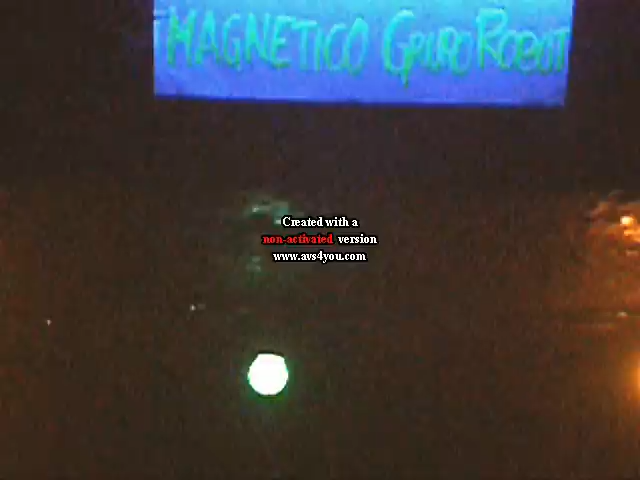 MAGNETICO GRUPO ROBOT
Created with a
non-activated version
www.avs4you.com